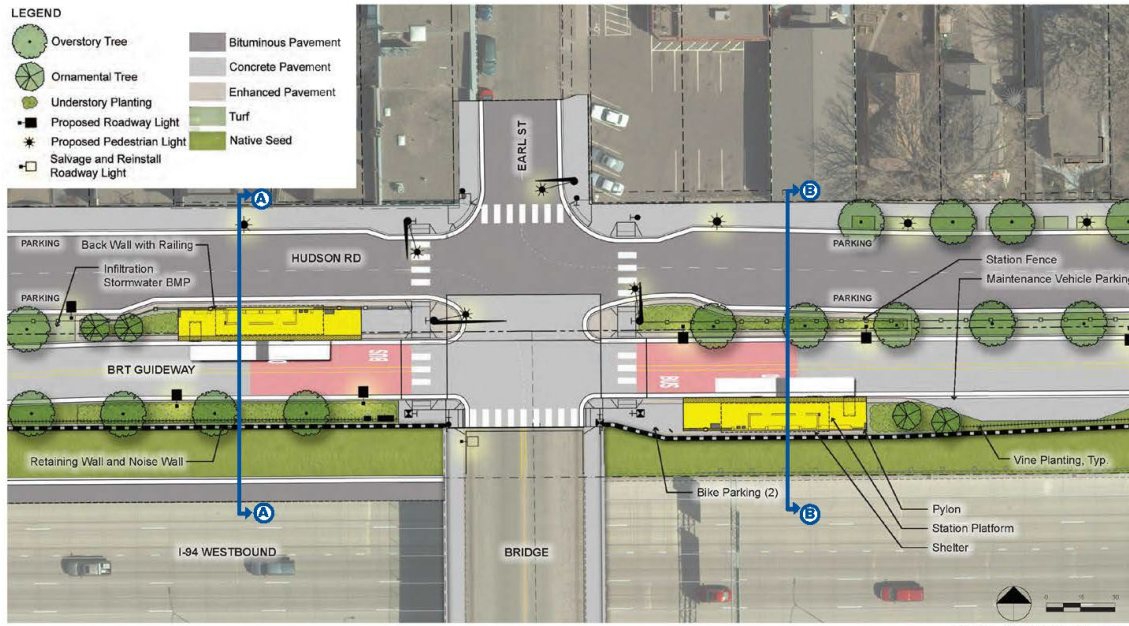 LEGEND
Overstory Tree
Ornamental Tree
Understory Planting
Proposed Roadway Light
Proposed Pedestrian Light
Salvage and Reinstall
Roadway Light
Bituminous Pavement
Concrete Pavement
Enhanced Pavement
Turf
Native Seed
EARL ST
A
B
PARKING
Back Wall with Railing
HUDSON RD
PARKING
Station Fence
Infiltration
Stormwater BMP
Maintenance Vehicle Parking
PARKING
PARKING
BUS
BRT GUIDEWAY
BUS
Retaining Wall and Noise Wall
Vine Planting, Typ.
Bike Parking (2)
A
B
Pylon
Station Platform
Shelter
I-94 WESTBOUND
BRIDGE